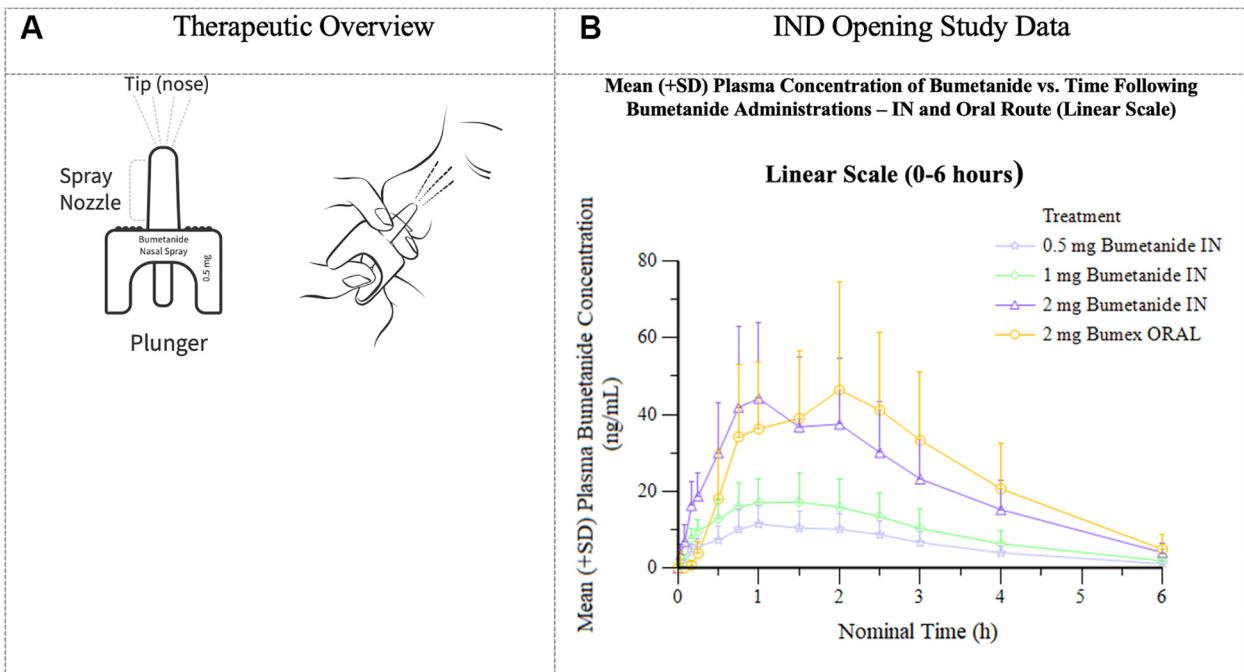 A
Therapeutic Overview
Tip (nose)
Spray
Nozzle
Bumetanide
Nasal Spray
0.5 mg
Plunger
B
IND Opening Study Data
Mean (+SD) Plasma Concentration of Bumetanide vs. Time Following
Bumetanide Administrations – IN and Oral Route (Linear Scale)
Linear Scale (0-6 hours)
Treatment
0.5 mg Bumetanide IN
1 mg Bumetanide IN
2 mg Bumetanide IN
2 mg Bumex ORAL
Mean (+SD) Plasma Bumetanide Concentration
(ng/mL)
80
60
40
20
0
0 1 2 3 4 5 6
Nominal Time (h)